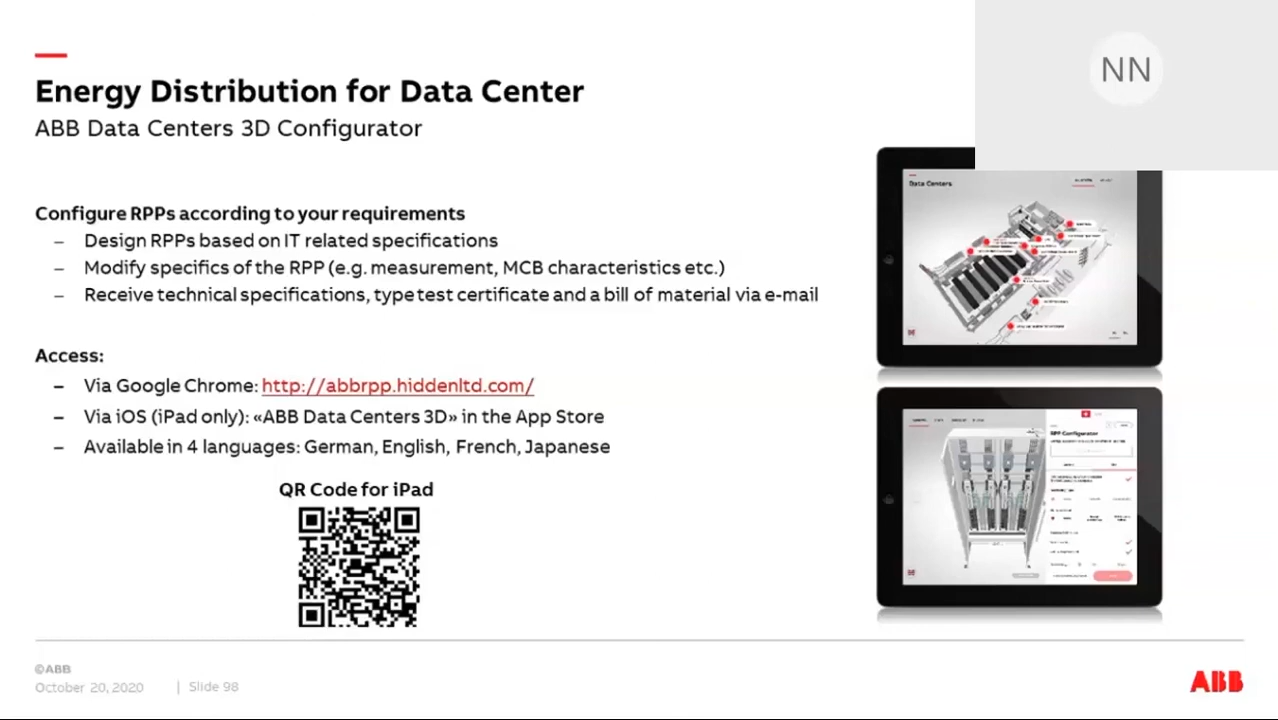 NN
Energy Distribution for Data Center
ABB Data Centers 3D Configurator
Configure RPPs according to your requirements
– Design RPPs based on IT related specifications
– Modify specifics of the RPP (e.g. measurement, MCB characteristics etc.)
– Receive technical specifications, type test certificate and a bill of material via e-mail
Access:
– Via Google Chrome: http://abbrpp.hiddenltd.com/
– Via iOS (iPad only): «ABB Data Centers 3D» in the App Store
– Available in 4 languages: German, English, French, Japanese
QR Code for iPad
Data Centers
RPP Configurator
©ABB
October 20, 2020 | Slide 98
ABB